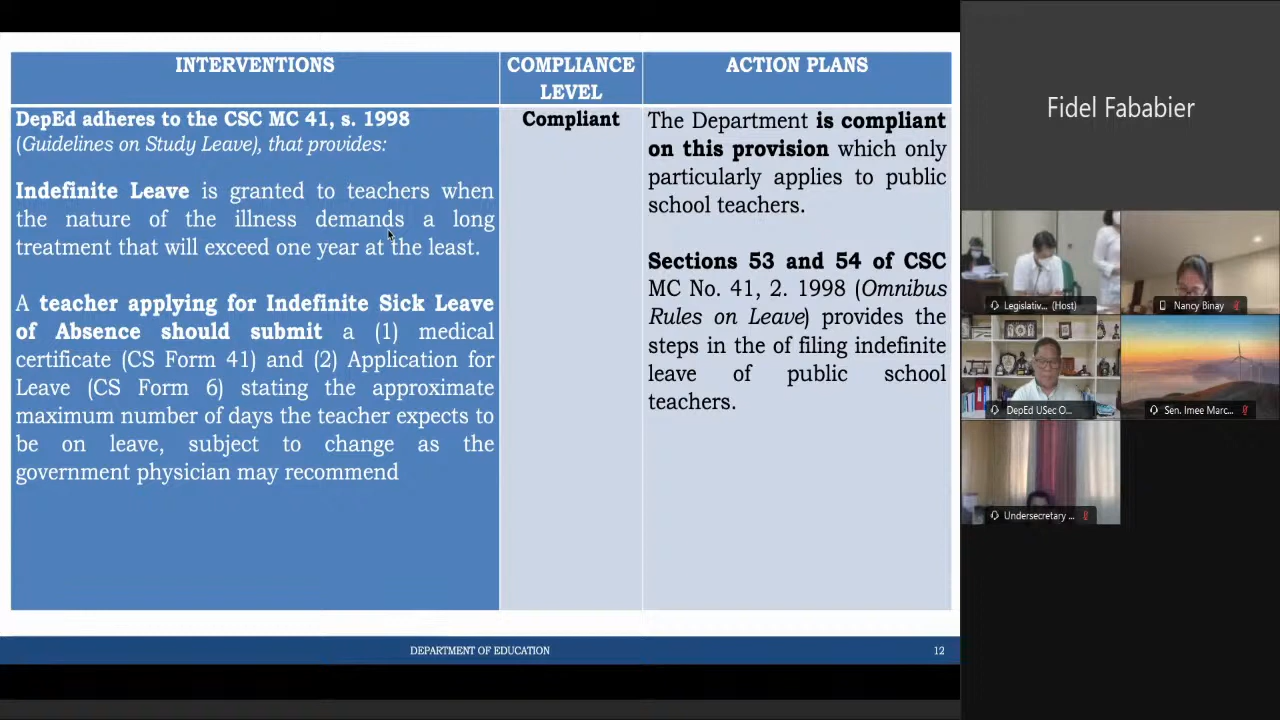 INTERVENTIONS
COMPLIANCE
LEVEL
ACTION PLANS
DepEd adheres to the CSC MC 41, s. 1998
(Guidelines on Study Leave), that provides:
Indefinite Leave is granted to teachers when
the nature of the illness demands a long
treatment that will exceed one year at the least.
A teacher applying for Indefinite Sick Leave
of Absence should submit a (1) medical
certificate (CS Form 41) and (2) Application for
Leave (CS Form 6) stating the approximate
maximum number of days the teacher expects to
be on leave, subject to change as the
government physician may recommend
Compliant
The Department is compliant
on this provision which only
particularly applies to public
school teachers.
Sections 53 and 54 of CSC
MC No. 41, 2. 1998 (Omnibus
Rules on Leave) provides the
steps in the of filing indefinite
leave of public school
teachers.
DEPARTMENT OF EDUCATION
12
Fidel Fababier
Legislativ... (Host)
Nancy Binay
DepEd USec O...
Sen. Imee Marc...
Undersecretary ...